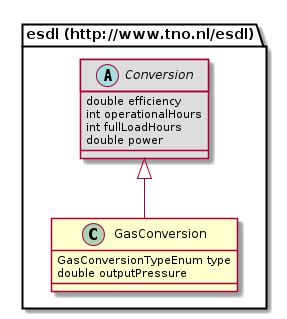 esdl (http://www.tno.nl/esdl)
A Conversion
double efficiency
int operationalHours
int fullLoadHours
double power
C GasConversion
GasConversionTypeEnum type
double outputPressure